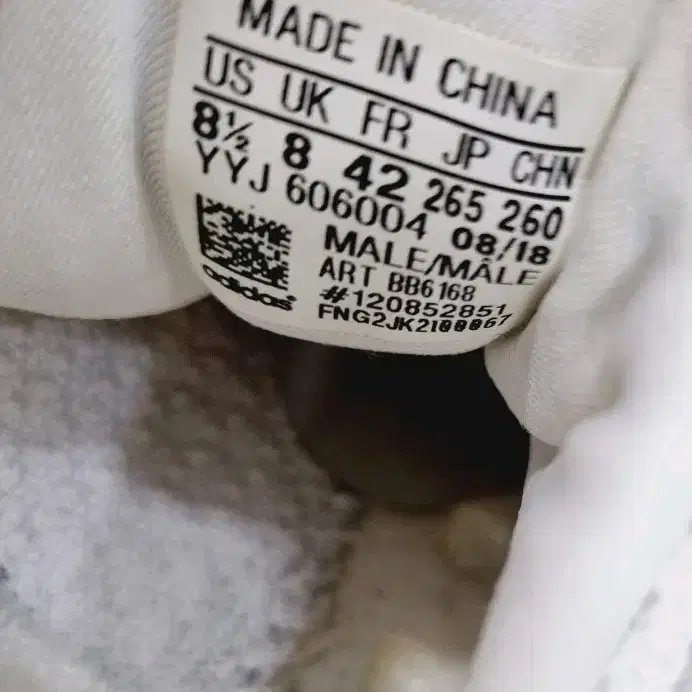 MADE IN CHINA
US UK FR JP CHN
8½ 8 42 265 260
YYJ 606004 08/18
MALE/MÂLE
ART BB6168
#120852851
FNG2JK2100067
adidas